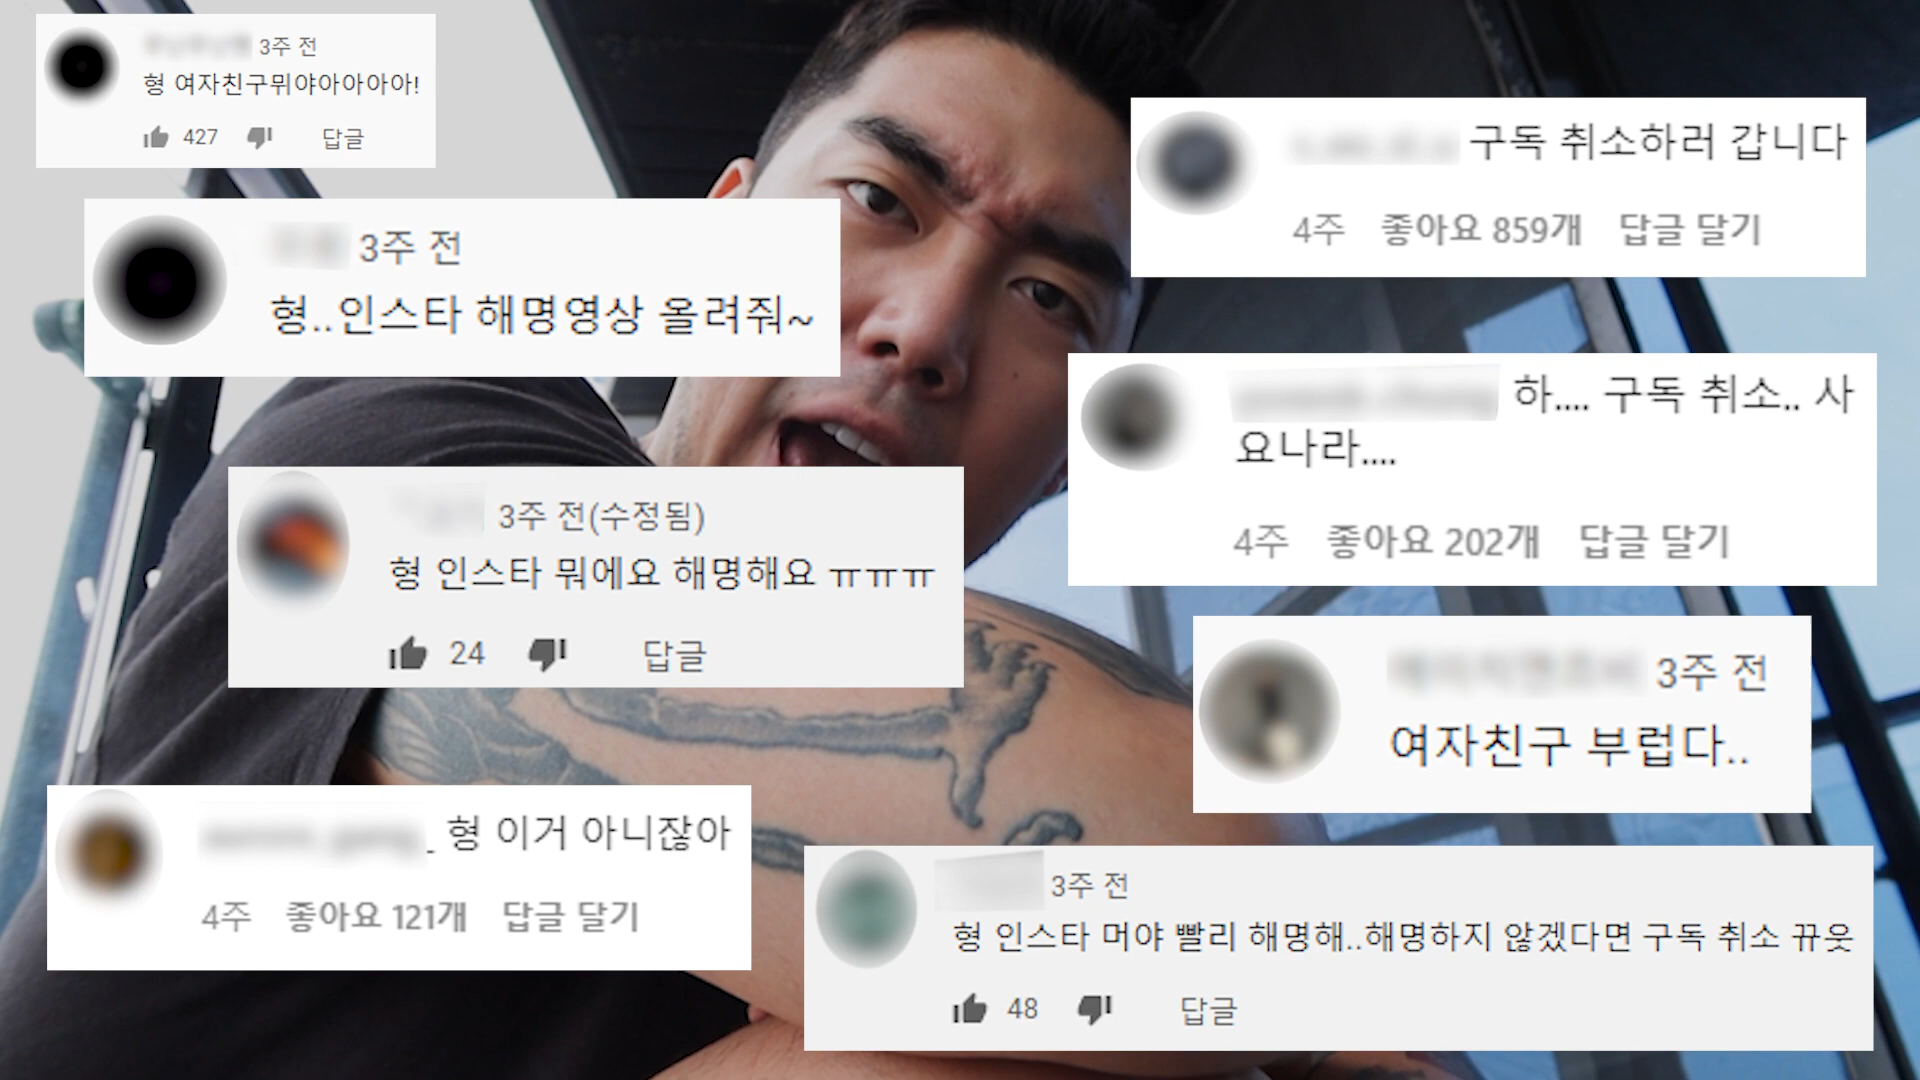 3주 전
형 여자친구뮈야아아아아!
427 답글
3주 전
형..인스타 해명영상 올려줘~
3주 전(수정됨)
형 인스타 뭐에요 해명해요 ㅠㅠㅠ
24 답글
형 이거 아니잖아
4주 좋아요 121개 답글 달기
구독 취소하러 갑니다
4주 좋아요 859개 답글 달기
하.... 구독 취소.. 사
요나라....
4주 좋아요 202개 답글 달기
3주 전
여자친구 부럽다..
3주 전
형 인스타 머야 빨리 해명해..해명하지 않겠다면 구독 취소 뀨웃
48 답글